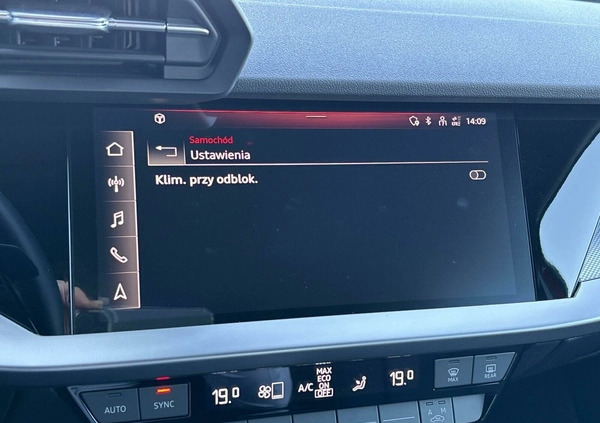 14:09
Samochód
Ustawienia
Klim. przy odblok.
AUTO
SYNC
19.0
A/C
MAX
ECO
ON
OFF
19.0
MAX
REAR
A M